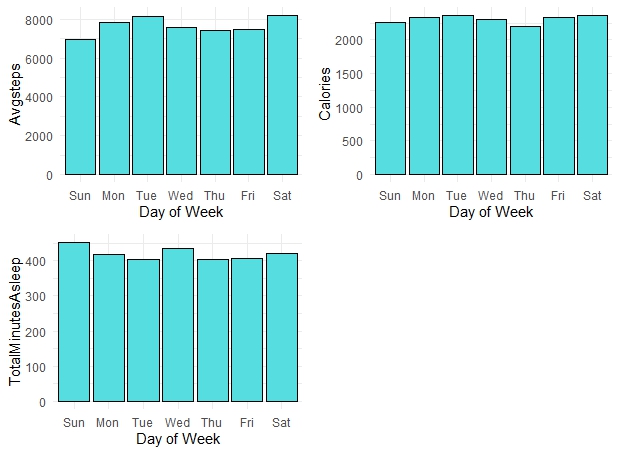 Avgsteps
8000
6000
4000
2000
0
Sun Mon Tue Wed Thu Fri Sat
Day of Week
Calories
2000
1500
1000
500
0
Sun Mon Tue Wed Thu Fri Sat
Day of Week
TotalMinutesAsleep
400
300
200
100
0
Sun Mon Tue Wed Thu Fri Sat
Day of Week